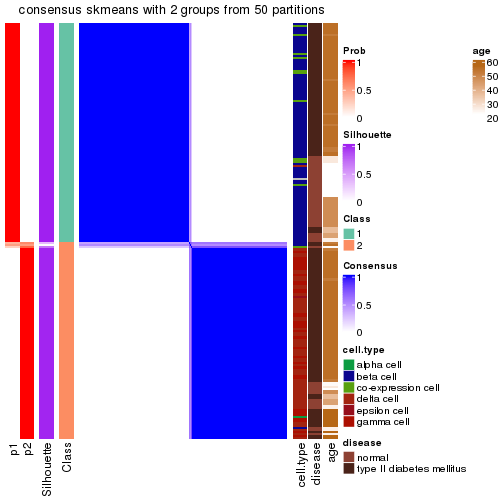 consensus skmeans with 2 groups from 50 partitions
Prob
1
0.5
0
Silhouette
1
0.5
0
Class
1
2
Consensus
1
0.5
0
cell.type
alpha cell
beta cell
co-expression cell
delta cell
epsilon cell
gamma cell
disease
normal
type II diabetes mellitus
age
60
50
40
30
20
p1
p2
Silhouette
Class
cell.type
disease
age